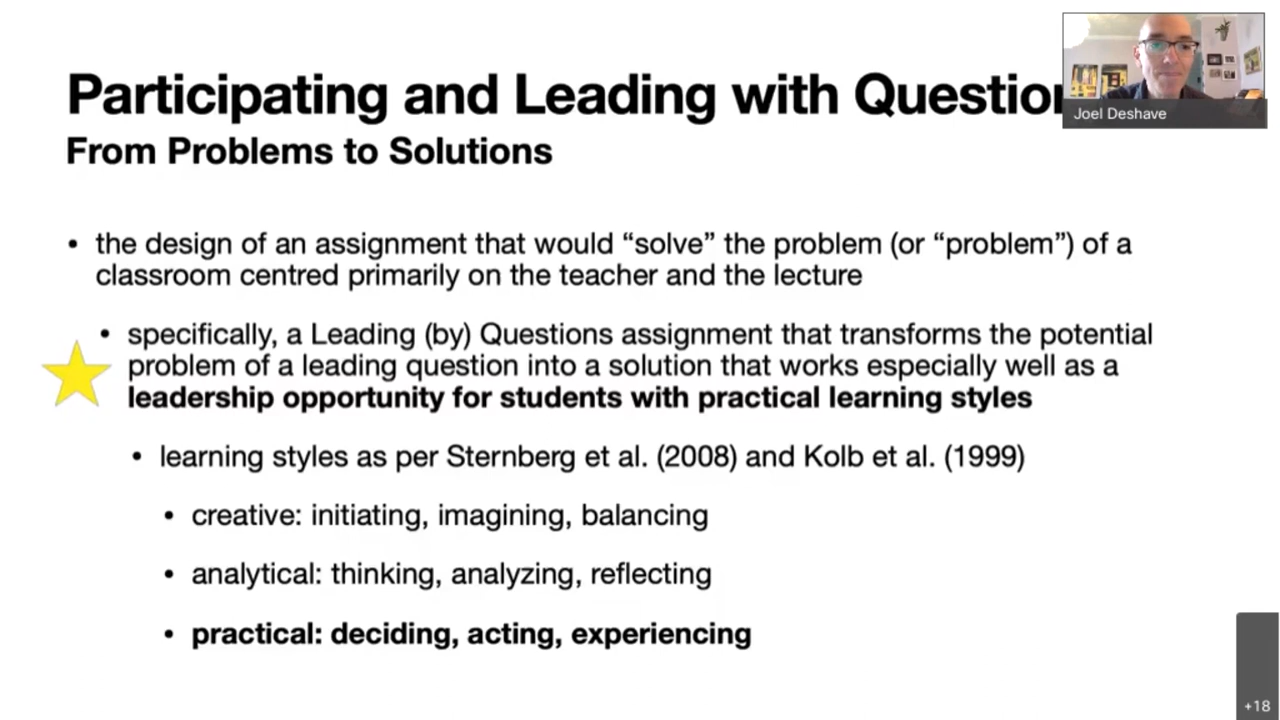 Participating and Leading with Question
Joel Deshave
From Problems to Solutions
• the design of an assignment that would “solve” the problem (or “problem”) of a
classroom centred primarily on the teacher and the lecture
• specifically, a Leading (by) Questions assignment that transforms the potential
problem of a leading question into a solution that works especially well as a
leadership opportunity for students with practical learning styles
• learning styles as per Sternberg et al. (2008) and Kolb et al. (1999)
• creative: initiating, imagining, balancing
• analytical: thinking, analyzing, reflecting
• practical: deciding, acting, experiencing
+18